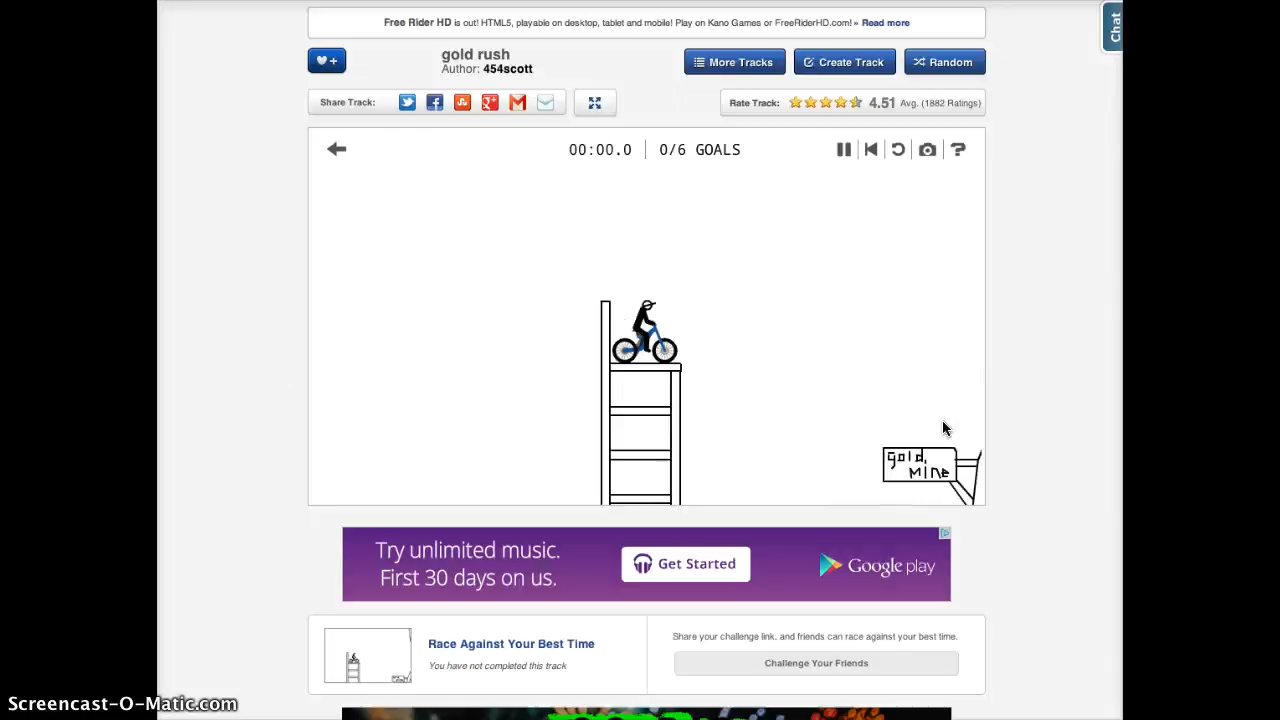 Free Rider HD is out! HTML5, playable on desktop, tablet and mobile! Play on Kano Games or FreeRiderHD.com! » Read more
Chat
gold rush
Author: 454scott
More Tracks
Create Track
Random
Share Track:
Rate Track: 4.51 Avg. (1882 Ratings)
00:00.0 | 0/6 GOALS
gold,
mine
Try unlimited music.
First 30 days on us.
Get Started
Google play
Race Against Your Best Time
You have not completed this track
Share your challenge link, and friends can race against your best time.
Challenge Your Friends
Screencast-O-Matic.com